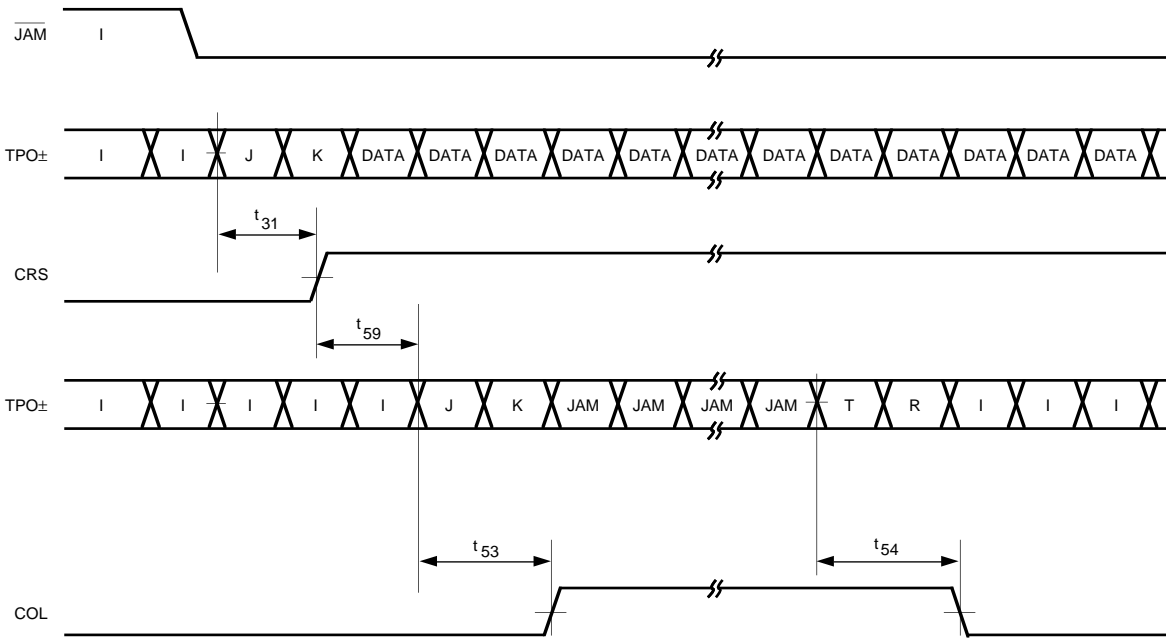 JAM I
TPO± I I J K DATA DATA DATA DATA DATA DATA DATA DATA DATA DATA DATA DATA
t31
CRS
t59
TPO± I I I I I J K JAM JAM JAM JAM T R I I I
t53 t54
COL